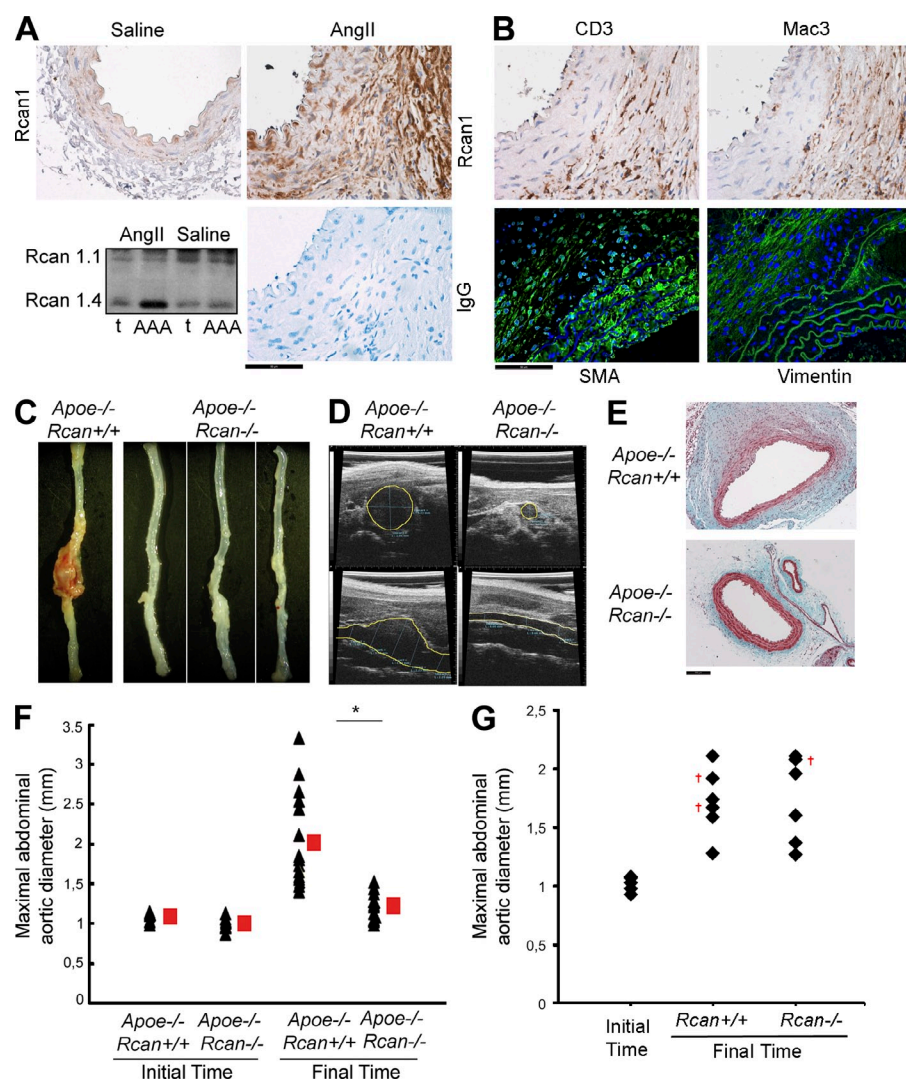 A
Saline
AngII
Rcan1
AngII Saline
Rcan 1.1
Rcan 1.4
t AAA t AAA
B
CD3
Mac3
Rcan1
IgG
SMA
Vimentin
C
Apoe-/-
Rcan+/+
Apoe-/-
Rcan-/-
D
Apoe-/-
Rcan+/+
Apoe-/-
Rcan-/-
E
Apoe-/-
Rcan+/+
Apoe-/-
Rcan-/-
F
Maximal abdominal
aortic diameter (mm)
3.5
3
2.5
2
1.5
1
0,5
0
*
Apoe-/-
Rcan+/+
Apoe-/-
Rcan-/-
Apoe-/-
Rcan+/+
Apoe-/-
Rcan-/-
Initial Time
Final Time
G
Maximal abdominal
aortic diameter (mm)
2,5
2
1,5
1
0,5
0
†
†
†
Initial
Time
Rcan+/+
Rcan-/-
Final Time